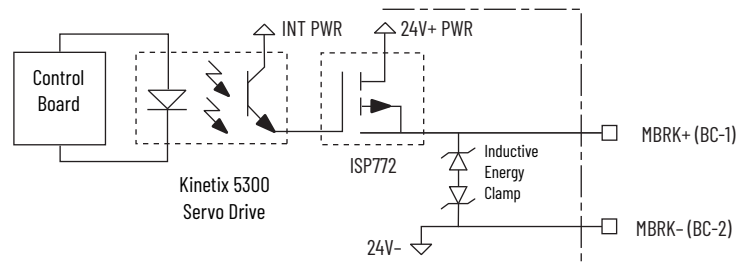 INT PWR
24V+ PWR
Control
Board
MBRK+ (BC-1)
ISP772
Inductive
Energy
Clamp
Kinetix 5300
Servo Drive
MBRK– (BC-2)
24V–